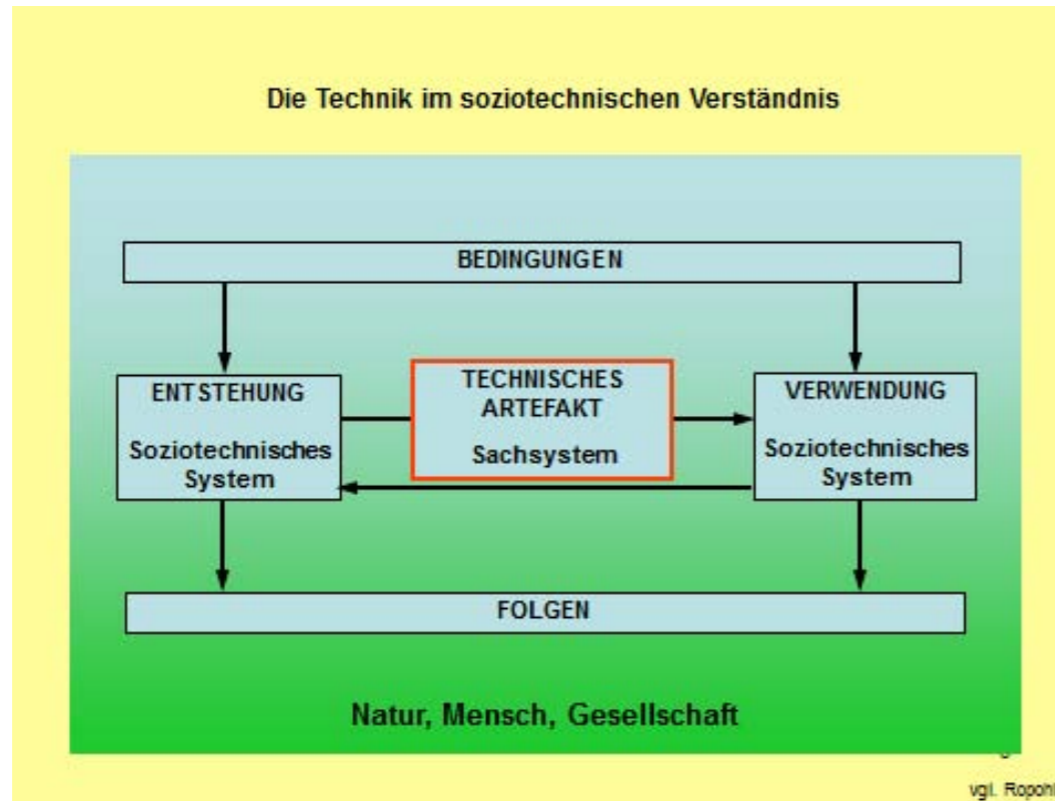 Die Technik im soziotechnischen Verständnis
BEDINGUNGEN
ENTSTEHUNG
Soziotechnisches
System
TECHNISCHES
ARTEFAKT
Sachsystem
VERWENDUNG
Soziotechnisches
System
FOLGEN
Natur, Mensch, Gesellschaft
vgl. Ropohl